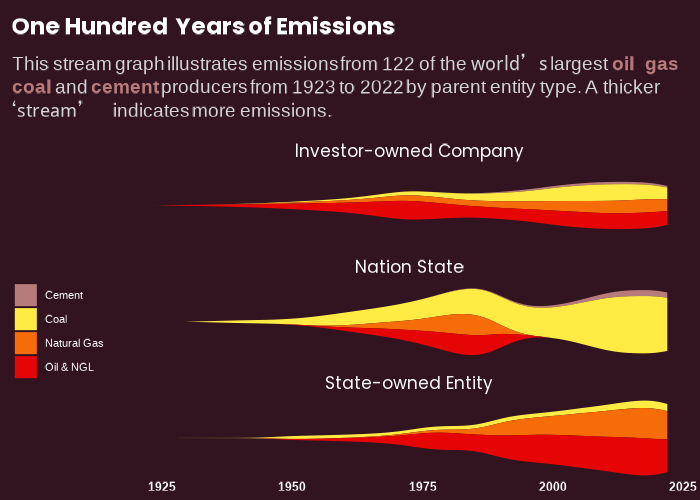 One Hundred Years of Emissions
This stream graph illustrates emissions from 122 of the world’s largest oil gas
coal and cement producers from 1923 to 2022 by parent entity type. A thicker
‘stream’ indicates more emissions.
Investor-owned Company
Nation State
Cement
Coal
Natural Gas
Oil & NGL
State-owned Entity
1925 1950 1975 2000 2025